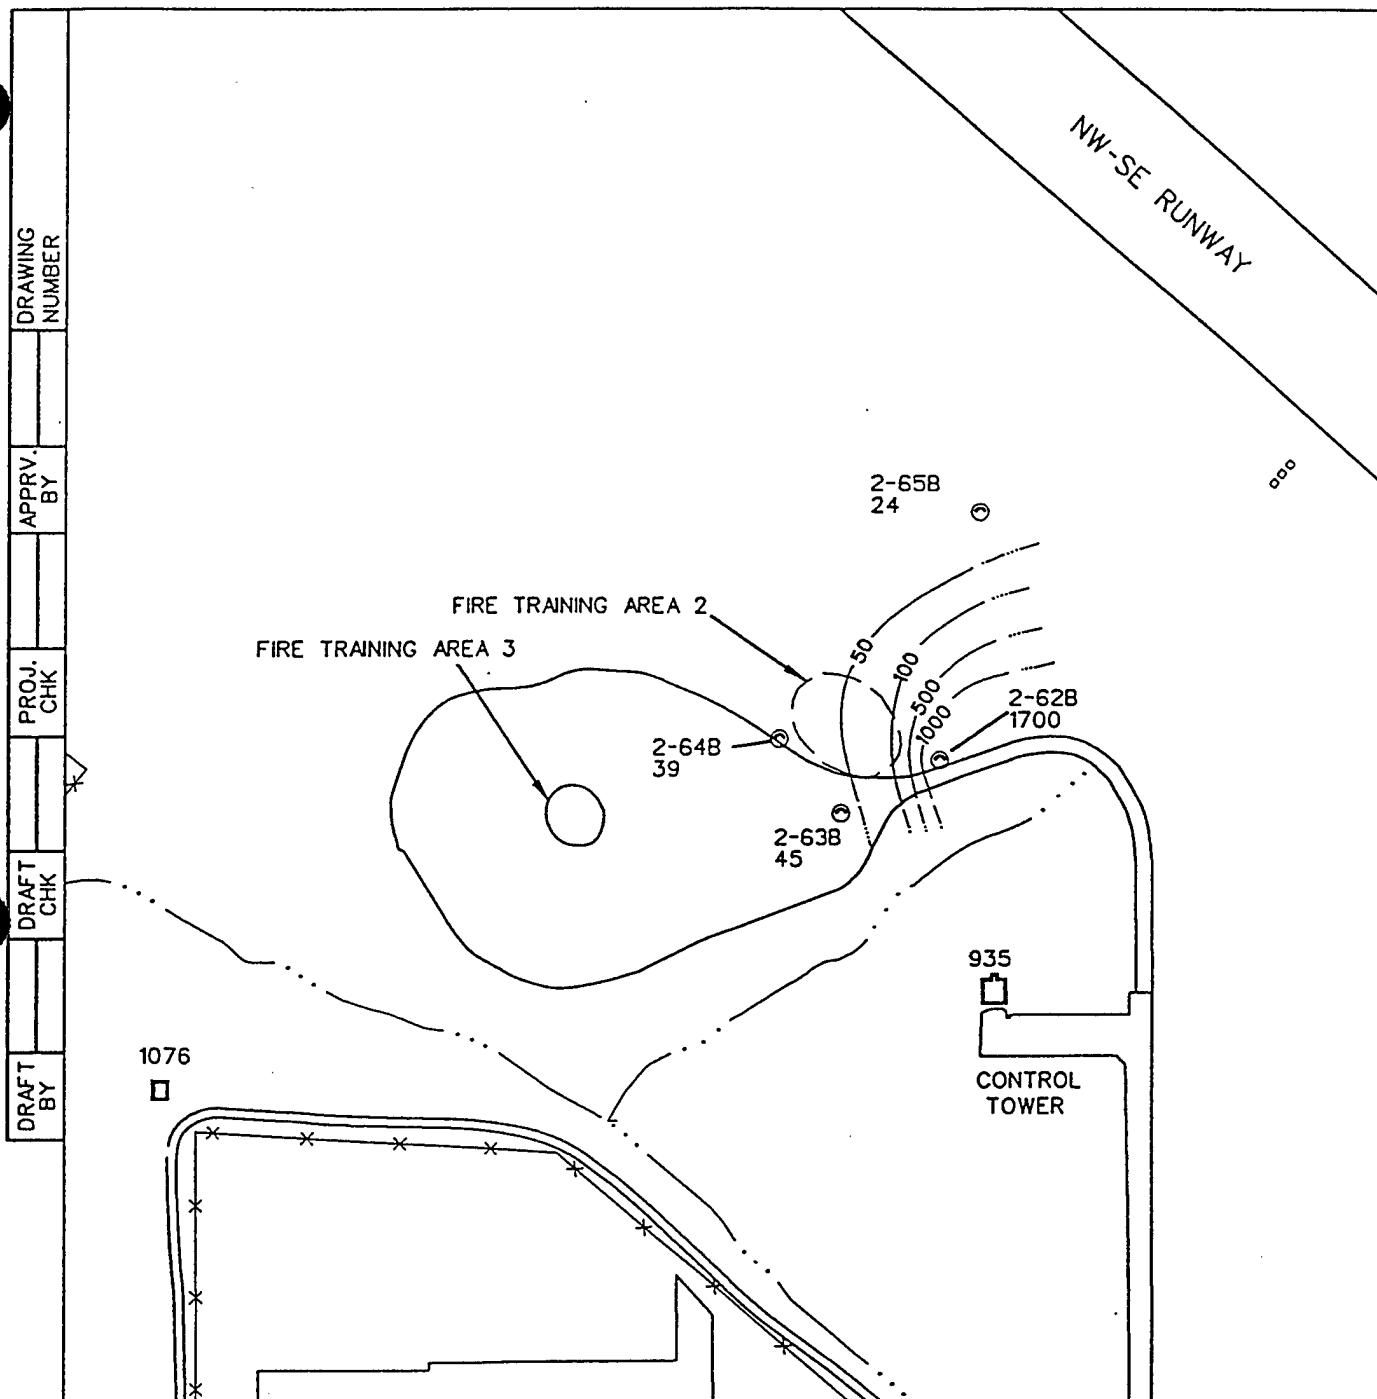 DRAWING
NUMBER
APPRV.
BY
PROJ.
CHK
DRAFT
CHK
DRAFT
BY
NW-SE RUNWAY
2-65B
24
FIRE TRAINING AREA 2
FIRE TRAINING AREA 3
50
100
500
1000
2-62B
1700
2-64B
39
2-63B
45
935
CONTROL
TOWER
1076